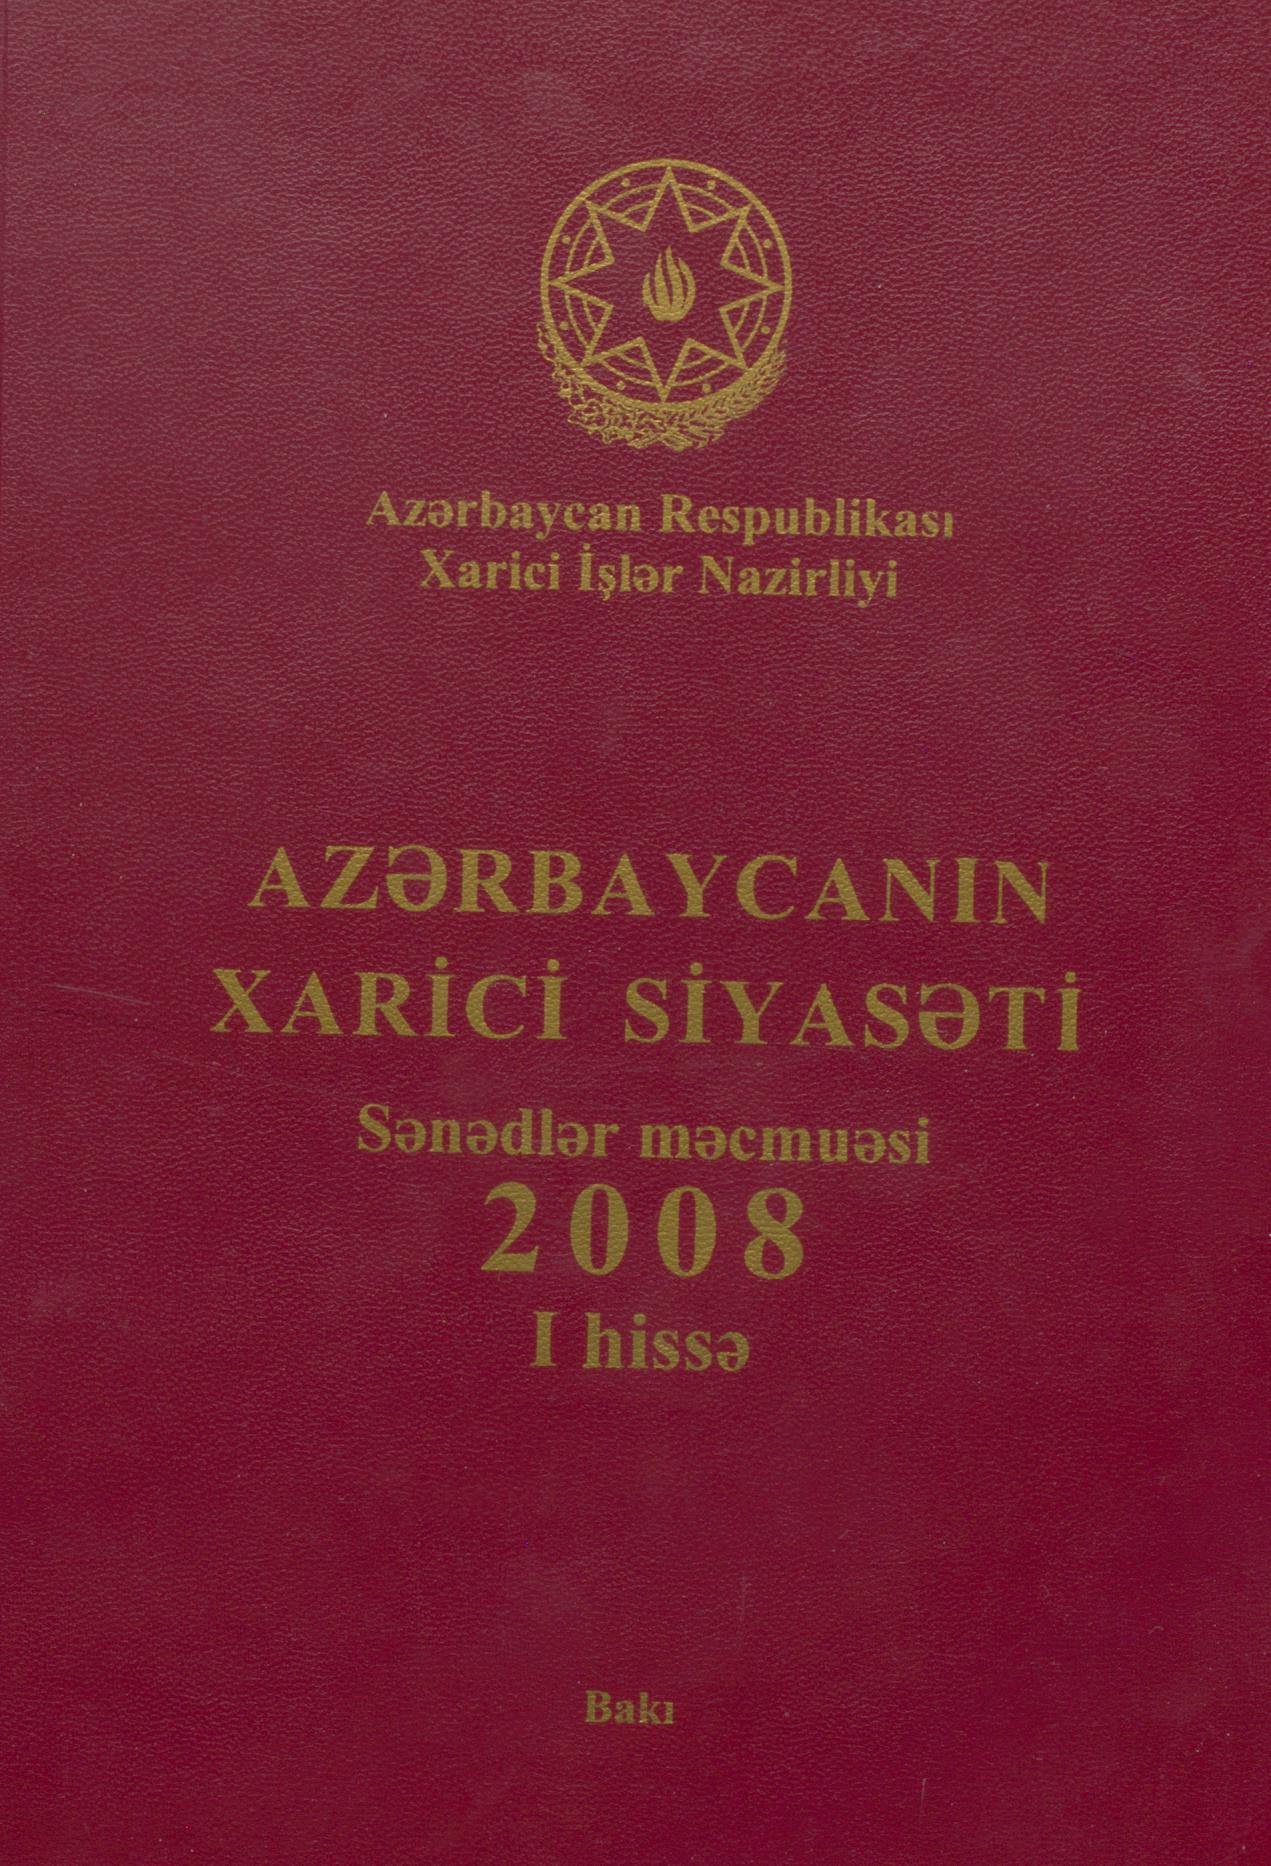 Azərbaycan Respublikası
Xarici İşlər Nazirliyi
AZƏRBAYCANIN
XARİCİ SİYASƏTİ
Sənədlər məcmuəsi
2008
I hissə
Bakı